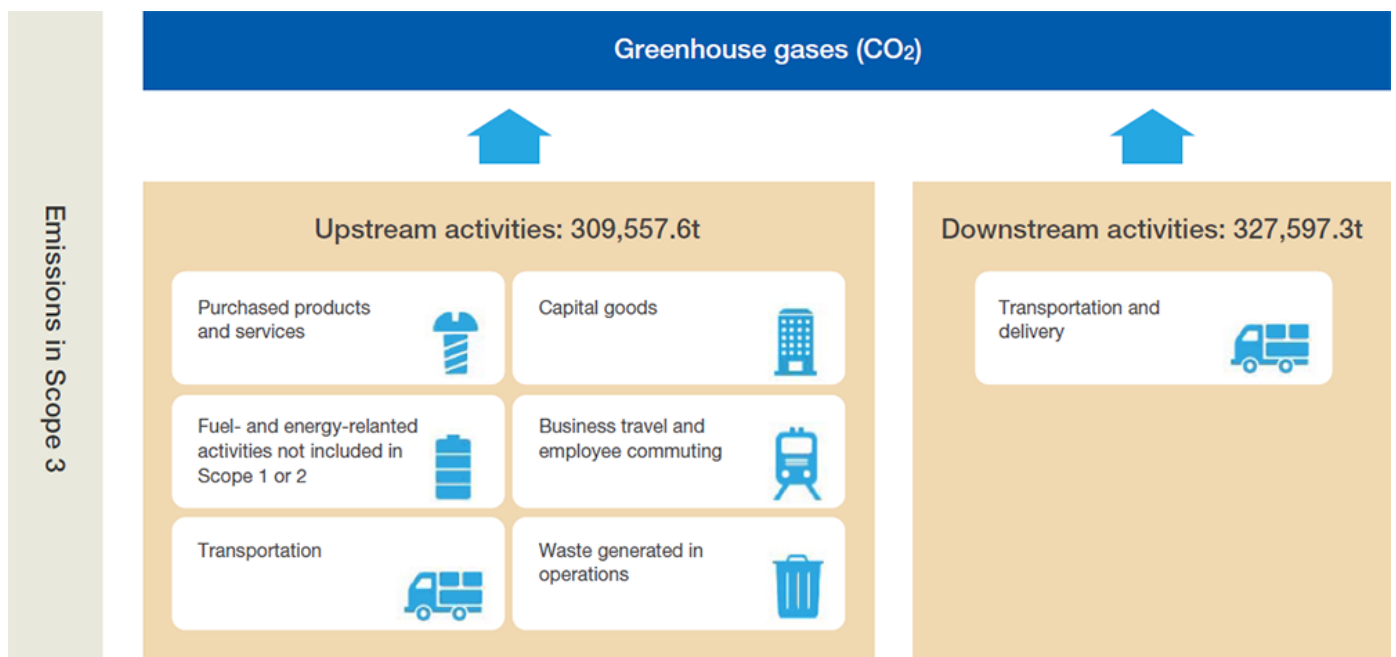 Emissions in Scope 3
Greenhouse gases (CO₂)
Upstream activities: 309,557.6t
Purchased products
and services
Capital goods
Fuel- and energy-relanted
activities not included in
Scope 1 or 2
Business travel and
employee commuting
Transportation
Waste generated in
operations
Downstream activities: 327,597.3t
Transportation and
delivery